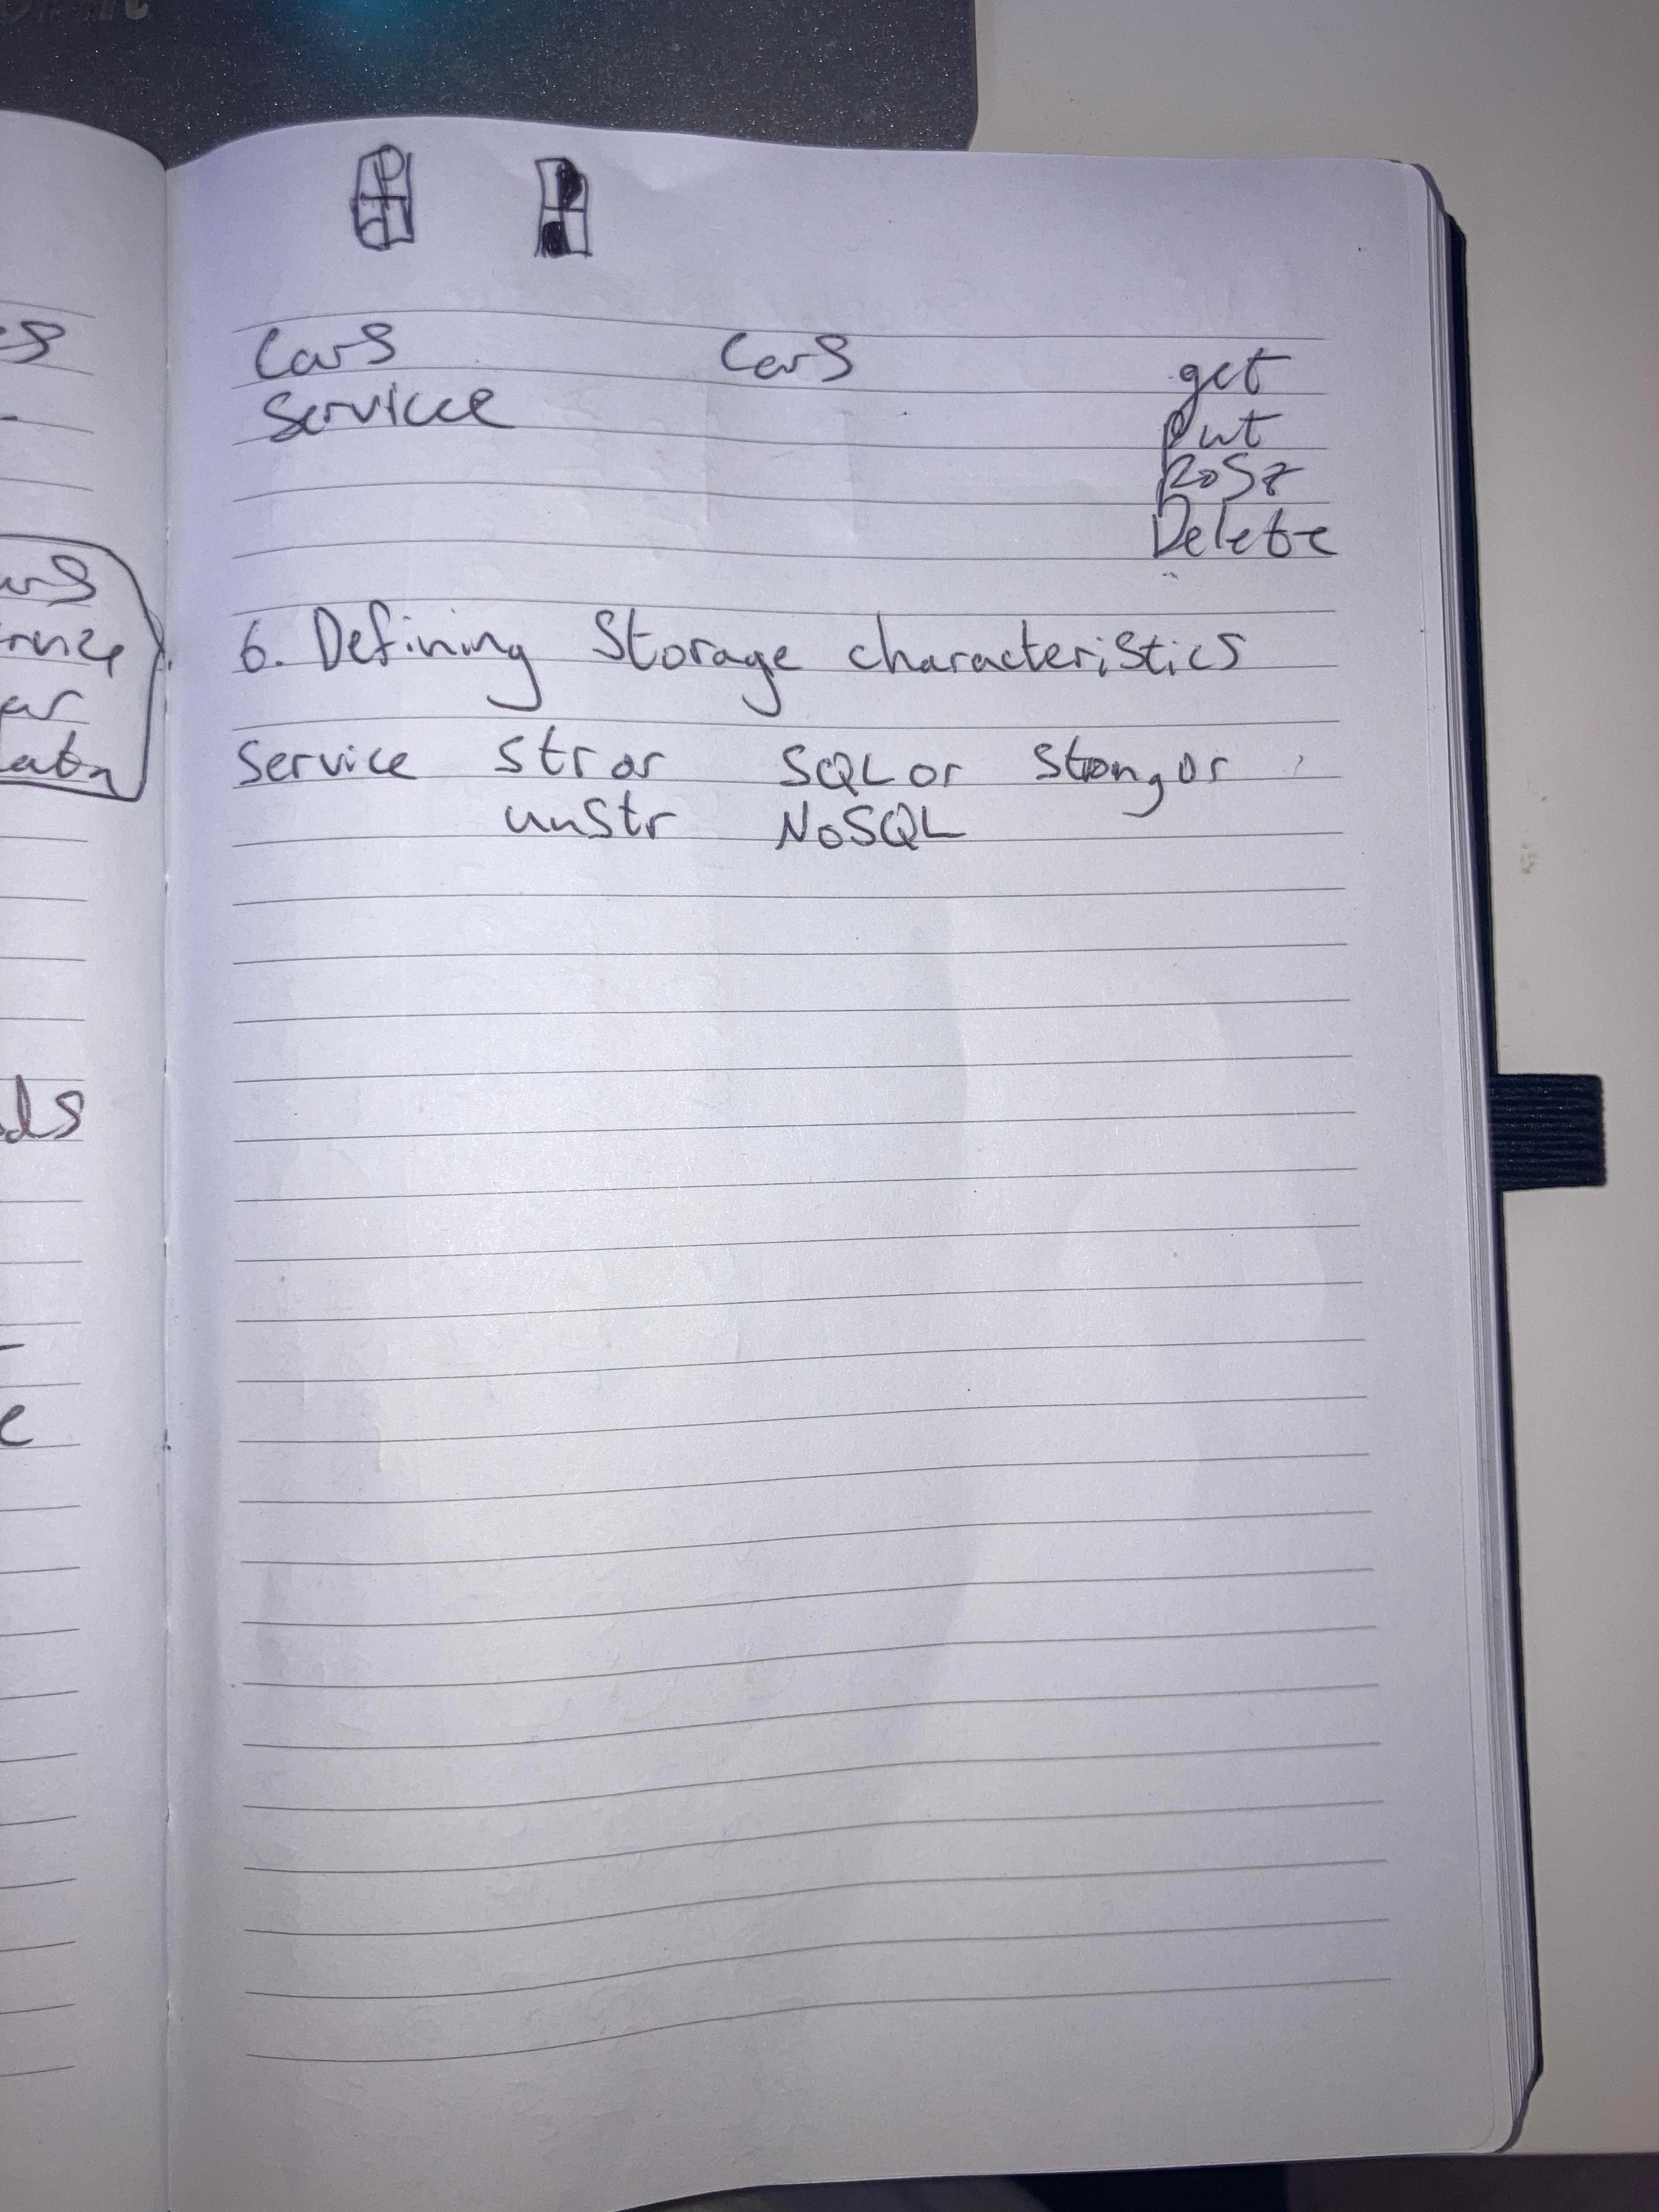 Cars Cars get
Servicee Put
Post
Delete
6. Defining Storage characteristics
Service str or SQL or Strong or
unstr NoSQL